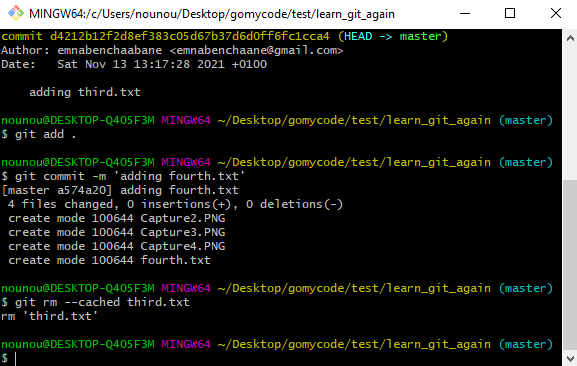 MINGW64:/c/Users/nounou/Desktop/gomycode/test/learn_git_again
commit d4212b12f2d8ef383c05d67b37d6d0ff6fc1cca4 (HEAD -> master)
Author: emnabenchaabane <emnabenchaane@gmail.com>
Date:   Sat Nov 13 13:17:28 2021 +0100
    adding third.txt
nounou@DESKTOP-Q405F3M MINGW64 ~/Desktop/gomycode/test/learn_git_again (master)
$ git add .
nounou@DESKTOP-Q405F3M MINGW64 ~/Desktop/gomycode/test/learn_git_again (master)
$ git commit -m 'adding fourth.txt'
[master a574a20] adding fourth.txt
 4 files changed, 0 insertions(+), 0 deletions(-)
 create mode 100644 Capture2.PNG
 create mode 100644 Capture3.PNG
 create mode 100644 Capture4.PNG
 create mode 100644 fourth.txt
nounou@DESKTOP-Q405F3M MINGW64 ~/Desktop/gomycode/test/learn_git_again (master)
$ git rm --cached third.txt
rm 'third.txt'
nounou@DESKTOP-Q405F3M MINGW64 ~/Desktop/gomycode/test/learn_git_again (master)
$